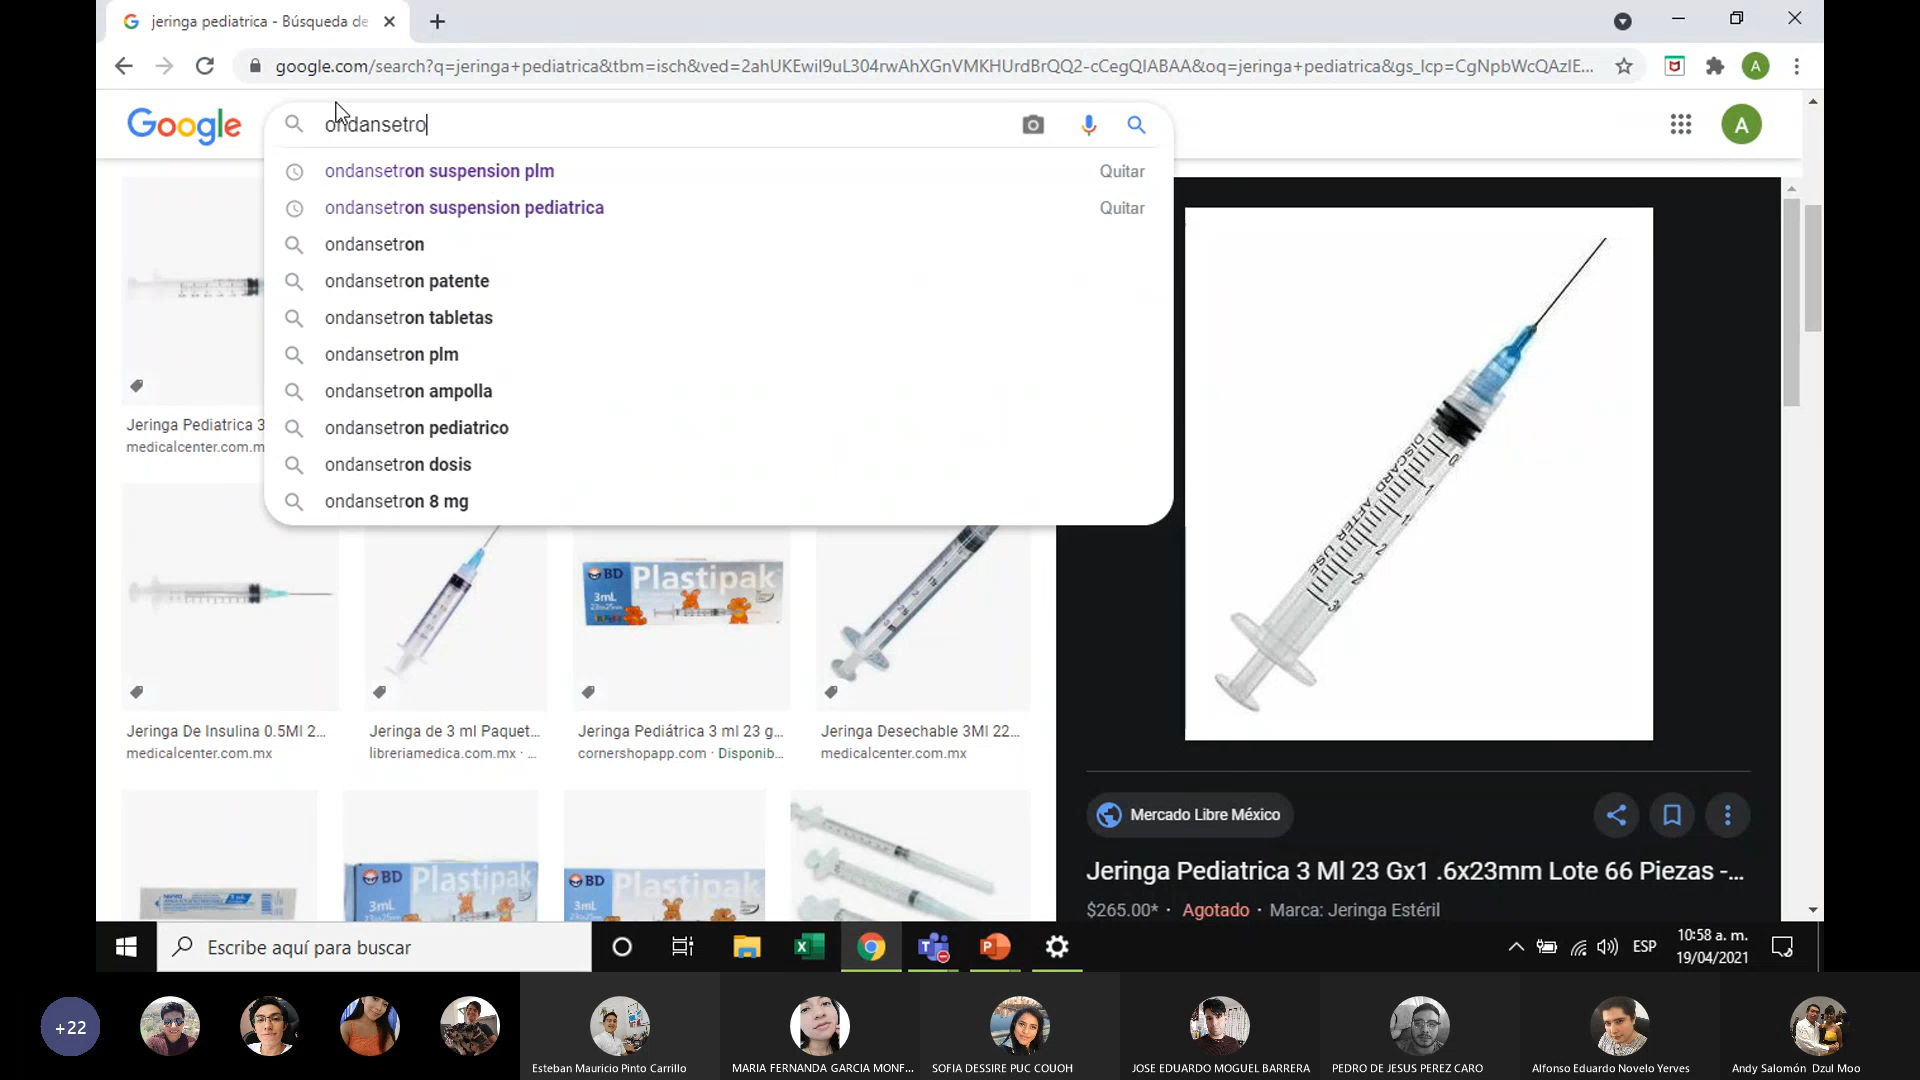 jeringa pediatrica - Búsqueda de
google.com/search?q=jeringa+pediatrica&tbm=isch&ved=2ahUKEwil9uL304rwAhXGnVMKHUrdBrQQ2-cCegQIABAA&oq=jeringa+pediatrica&gs_lcp=CgNpbWcQAzIE...
A
Google
ondansetro
A
ondansetron suspension plm
Quitar
ondansetron suspension pediatrica
Quitar
ondansetron
ondansetron patente
ondansetron tabletas
ondansetron plm
ondansetron ampolla
ondansetron pediatrico
ondansetron dosis
ondansetron 8 mg
Jeringa Pediatrica 3
medicalcenter.com.m
DISCARD AFTER USE
BD Plastipak
3mL
Jeringa De Insulina 0.5Ml 2...
medicalcenter.com.mx
Jeringa de 3 ml Paquet...
libreriamedica.com.mx · ...
Jeringa Pediátrica 3 ml 23 g...
cornershopapp.com · Disponib...
Jeringa Desechable 3Ml 22...
medicalcenter.com.mx
BD Plastipak
3mL
BD Plastipak
3mL
Mercado Libre México
Jeringa Pediatrica 3 Ml 23 Gx1 .6x23mm Lote 66 Piezas -...
$265.00* · Agotado · Marca: Jeringa Estéril
Escribe aquí para buscar
ESP
10:58 a. m.
19/04/2021
+22
Esteban Mauricio Pinto Carrillo
MARIA FERNANDA GARCIA MONF...
SOFIA DESSIRE PUC COUOH
JOSE EDUARDO MOGUEL BARRERA
PEDRO DE JESUS PEREZ CARO
Alfonso Eduardo Novelo Yerves
Andy Salomón Dzul Moo